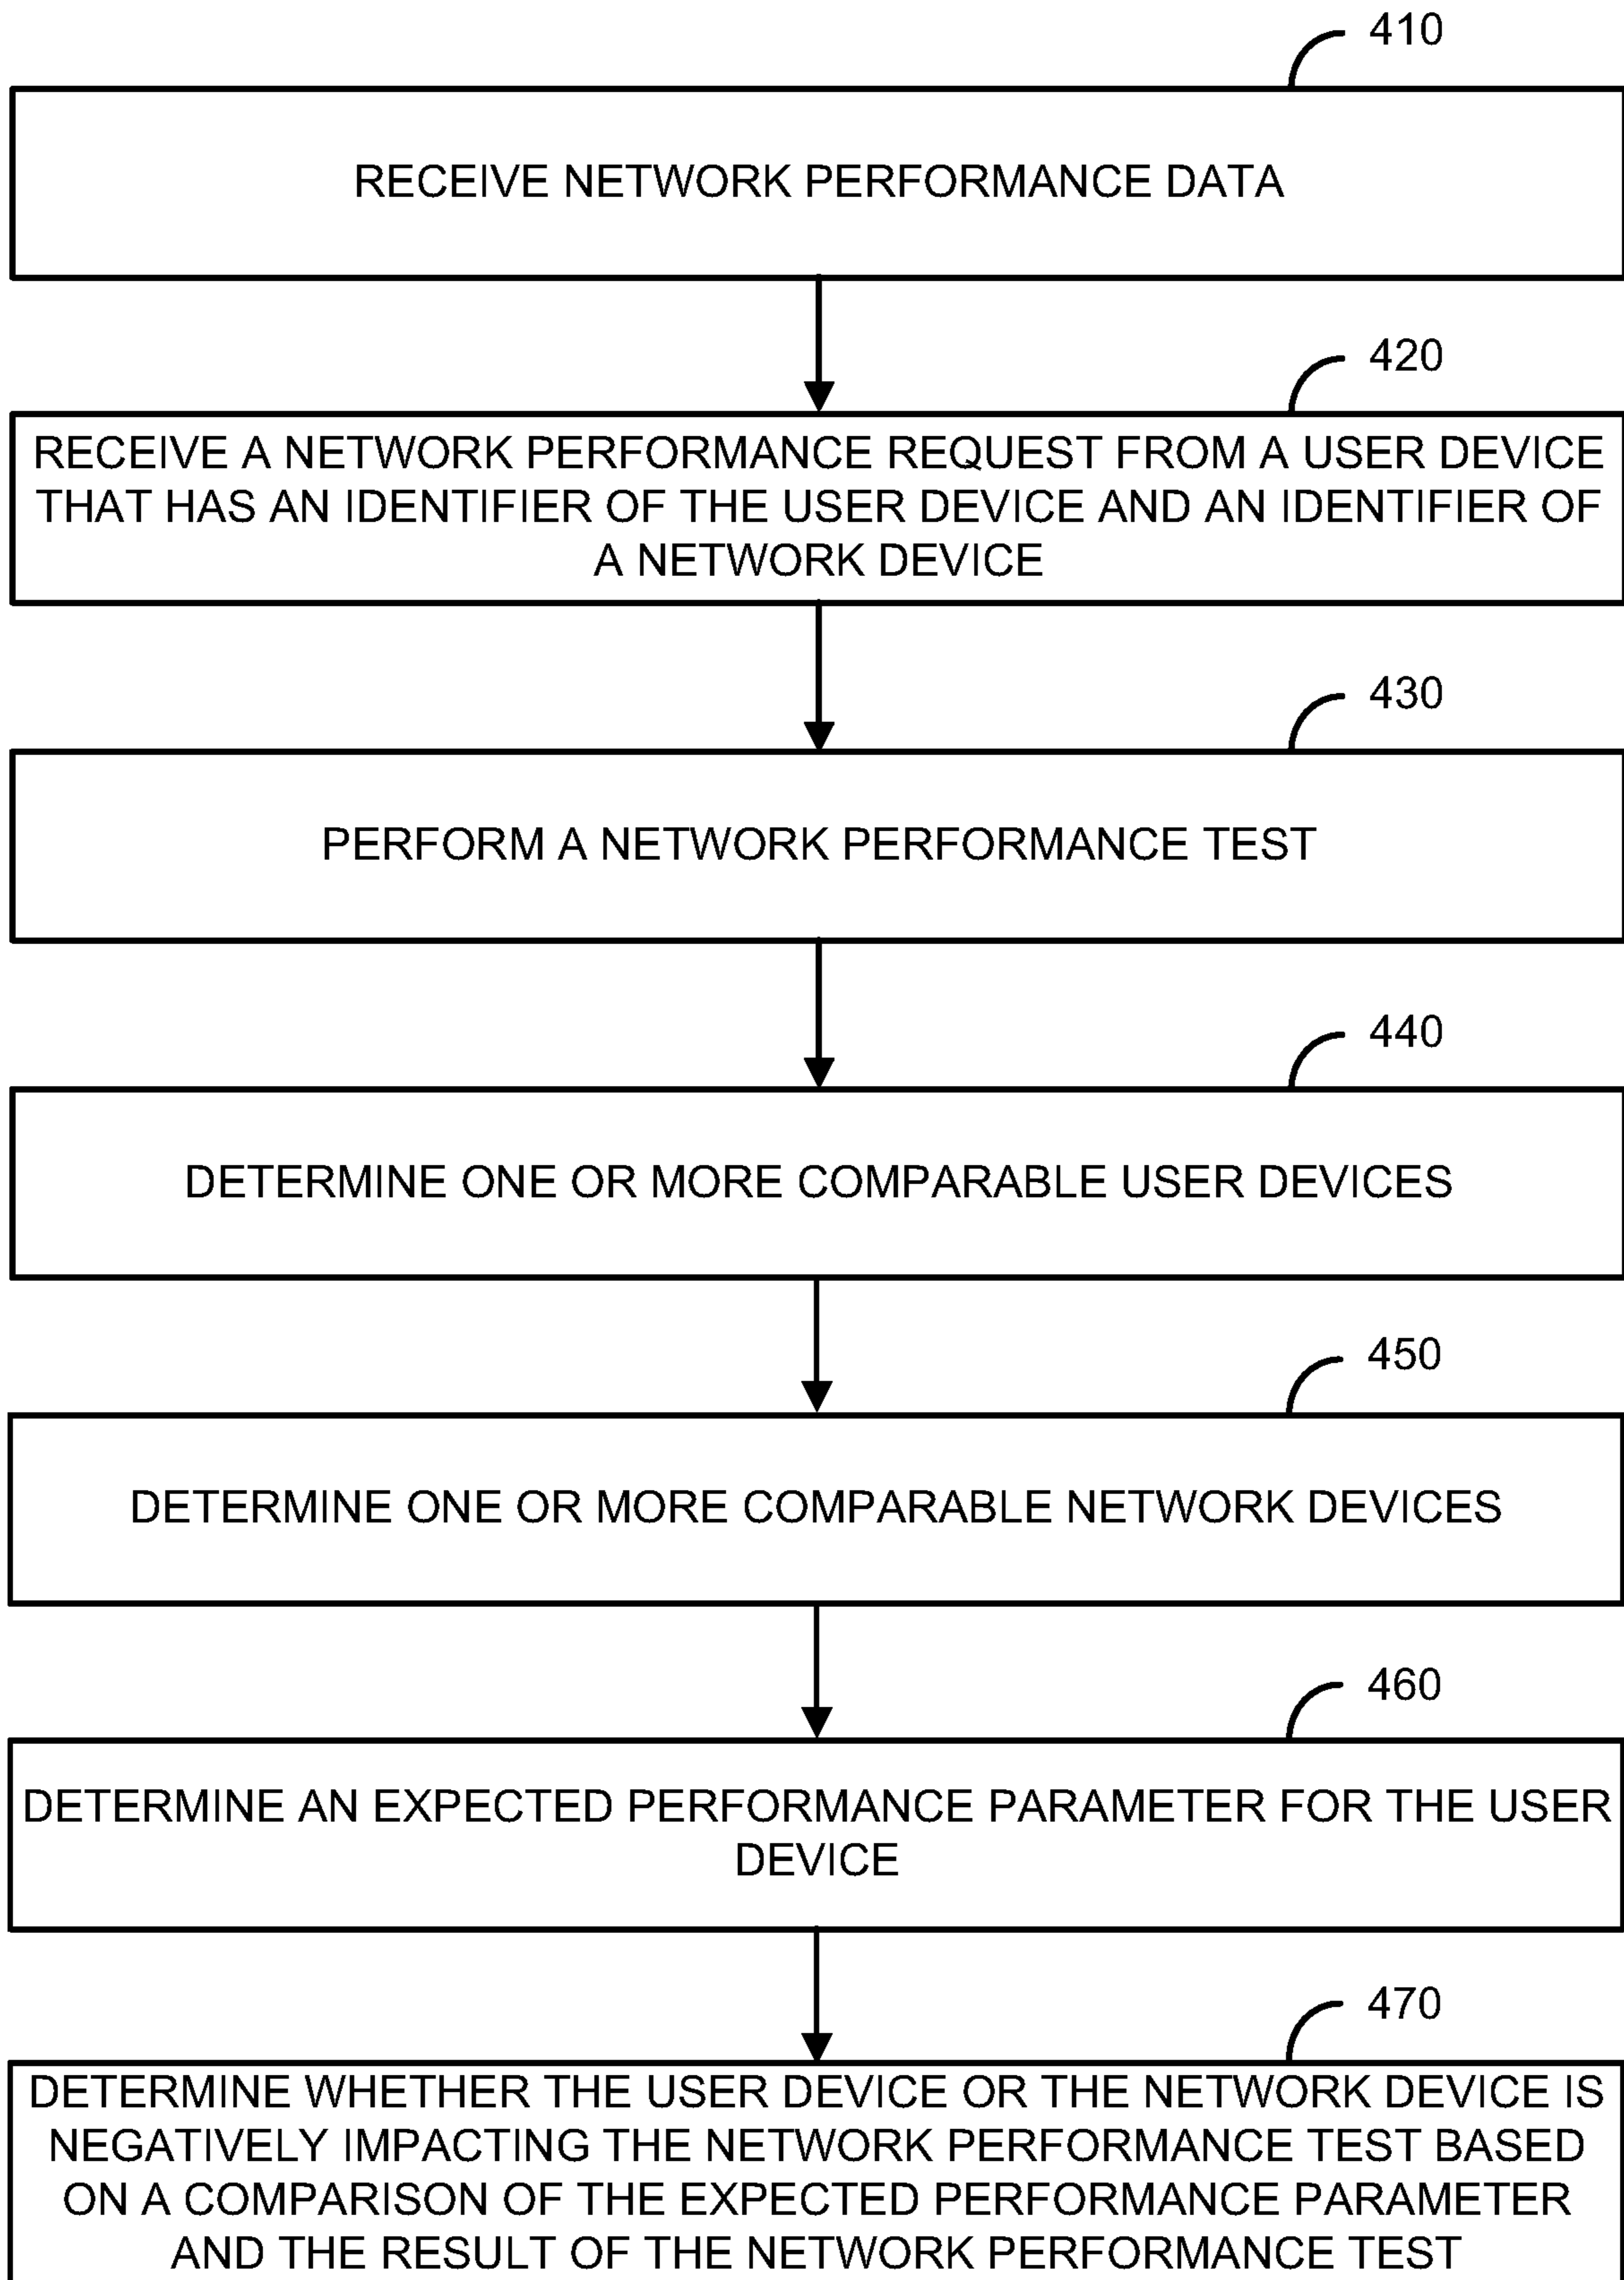 410
RECEIVE NETWORK PERFORMANCE DATA
420
RECEIVE A NETWORK PERFORMANCE REQUEST FROM A USER DEVICE
THAT HAS AN IDENTIFIER OF THE USER DEVICE AND AN IDENTIFIER OF
A NETWORK DEVICE
430
PERFORM A NETWORK PERFORMANCE TEST
440
DETERMINE ONE OR MORE COMPARABLE USER DEVICES
450
DETERMINE ONE OR MORE COMPARABLE NETWORK DEVICES
460
DETERMINE AN EXPECTED PERFORMANCE PARAMETER FOR THE USER
DEVICE
470
DETERMINE WHETHER THE USER DEVICE OR THE NETWORK DEVICE IS
NEGATIVELY IMPACTING THE NETWORK PERFORMANCE TEST BASED
ON A COMPARISON OF THE EXPECTED PERFORMANCE PARAMETER
AND THE RESULT OF THE NETWORK PERFORMANCE TEST